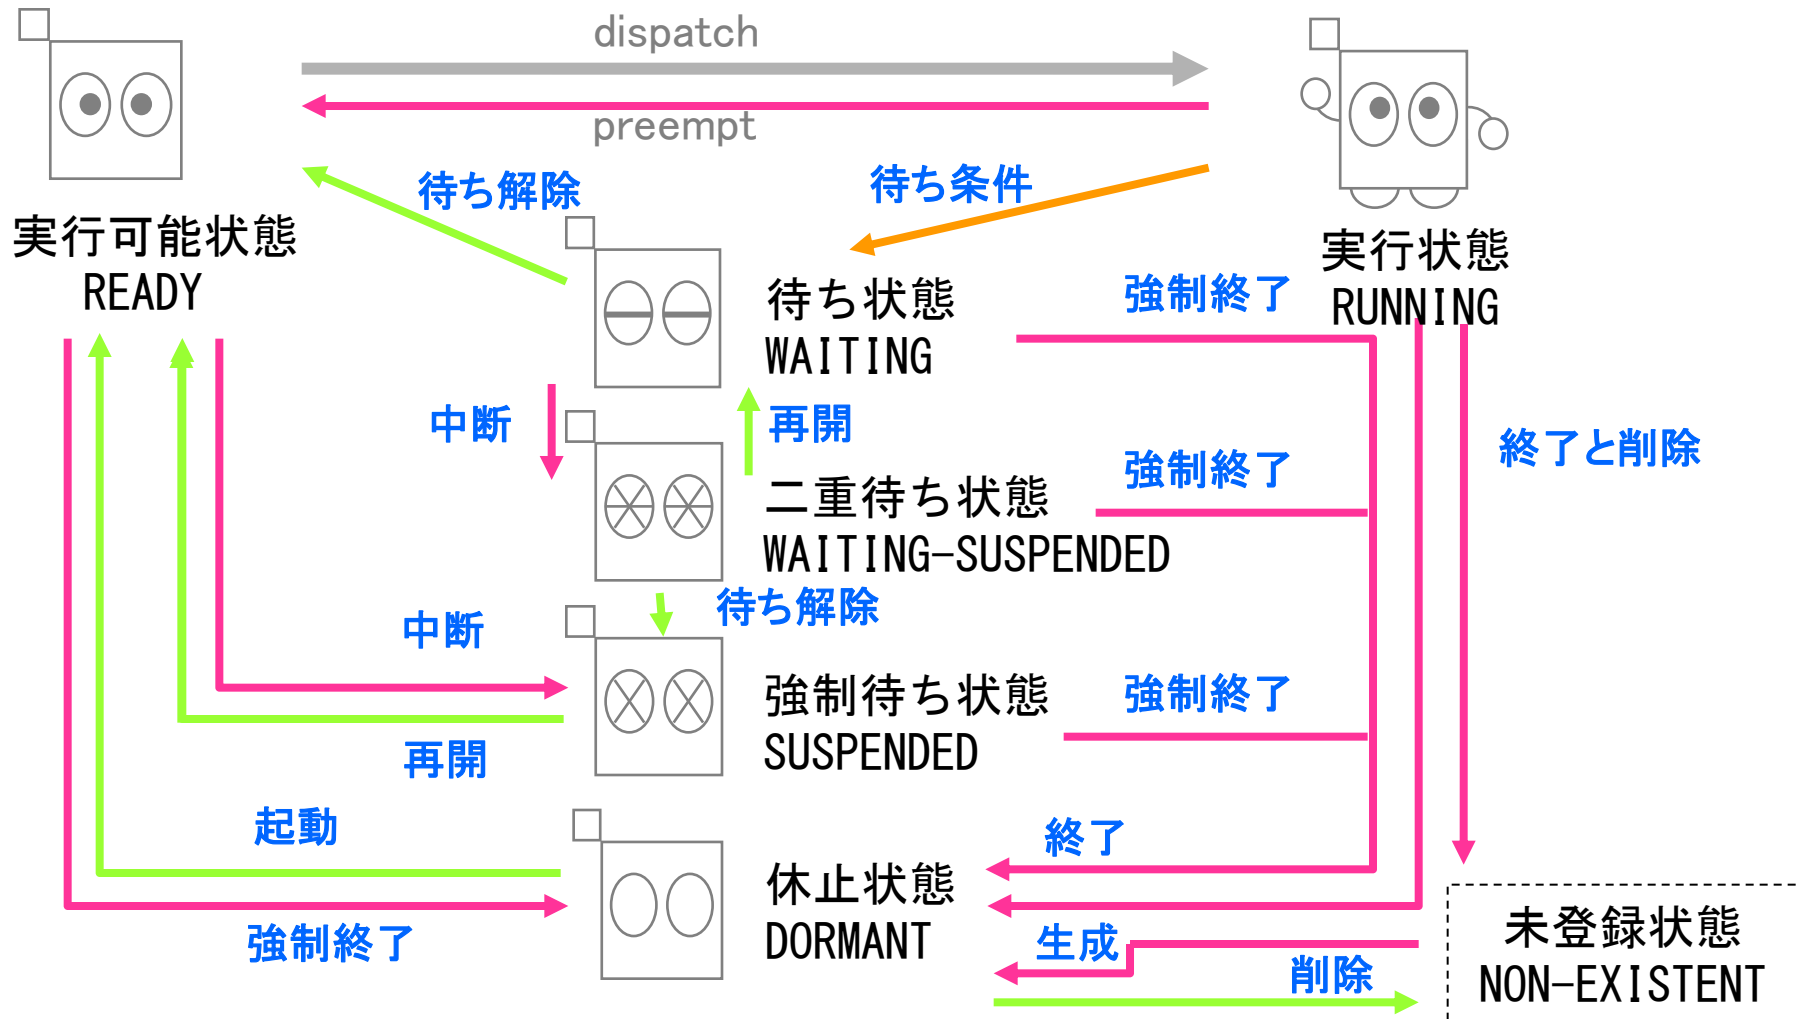 dispatch
preempt
待ち解除
待ち条件
実行可能状態
READY
実行状態
RUNNING
待ち状態
WAITING
強制終了
中断
再開
終了と削除
二重待ち状態
WAITING-SUSPENDED
強制終了
待ち解除
中断
強制待ち状態
SUSPENDED
強制終了
再開
起動
終了
休止状態
DORMANT
強制終了
生成
削除
未登録状態
NON-EXISTENT